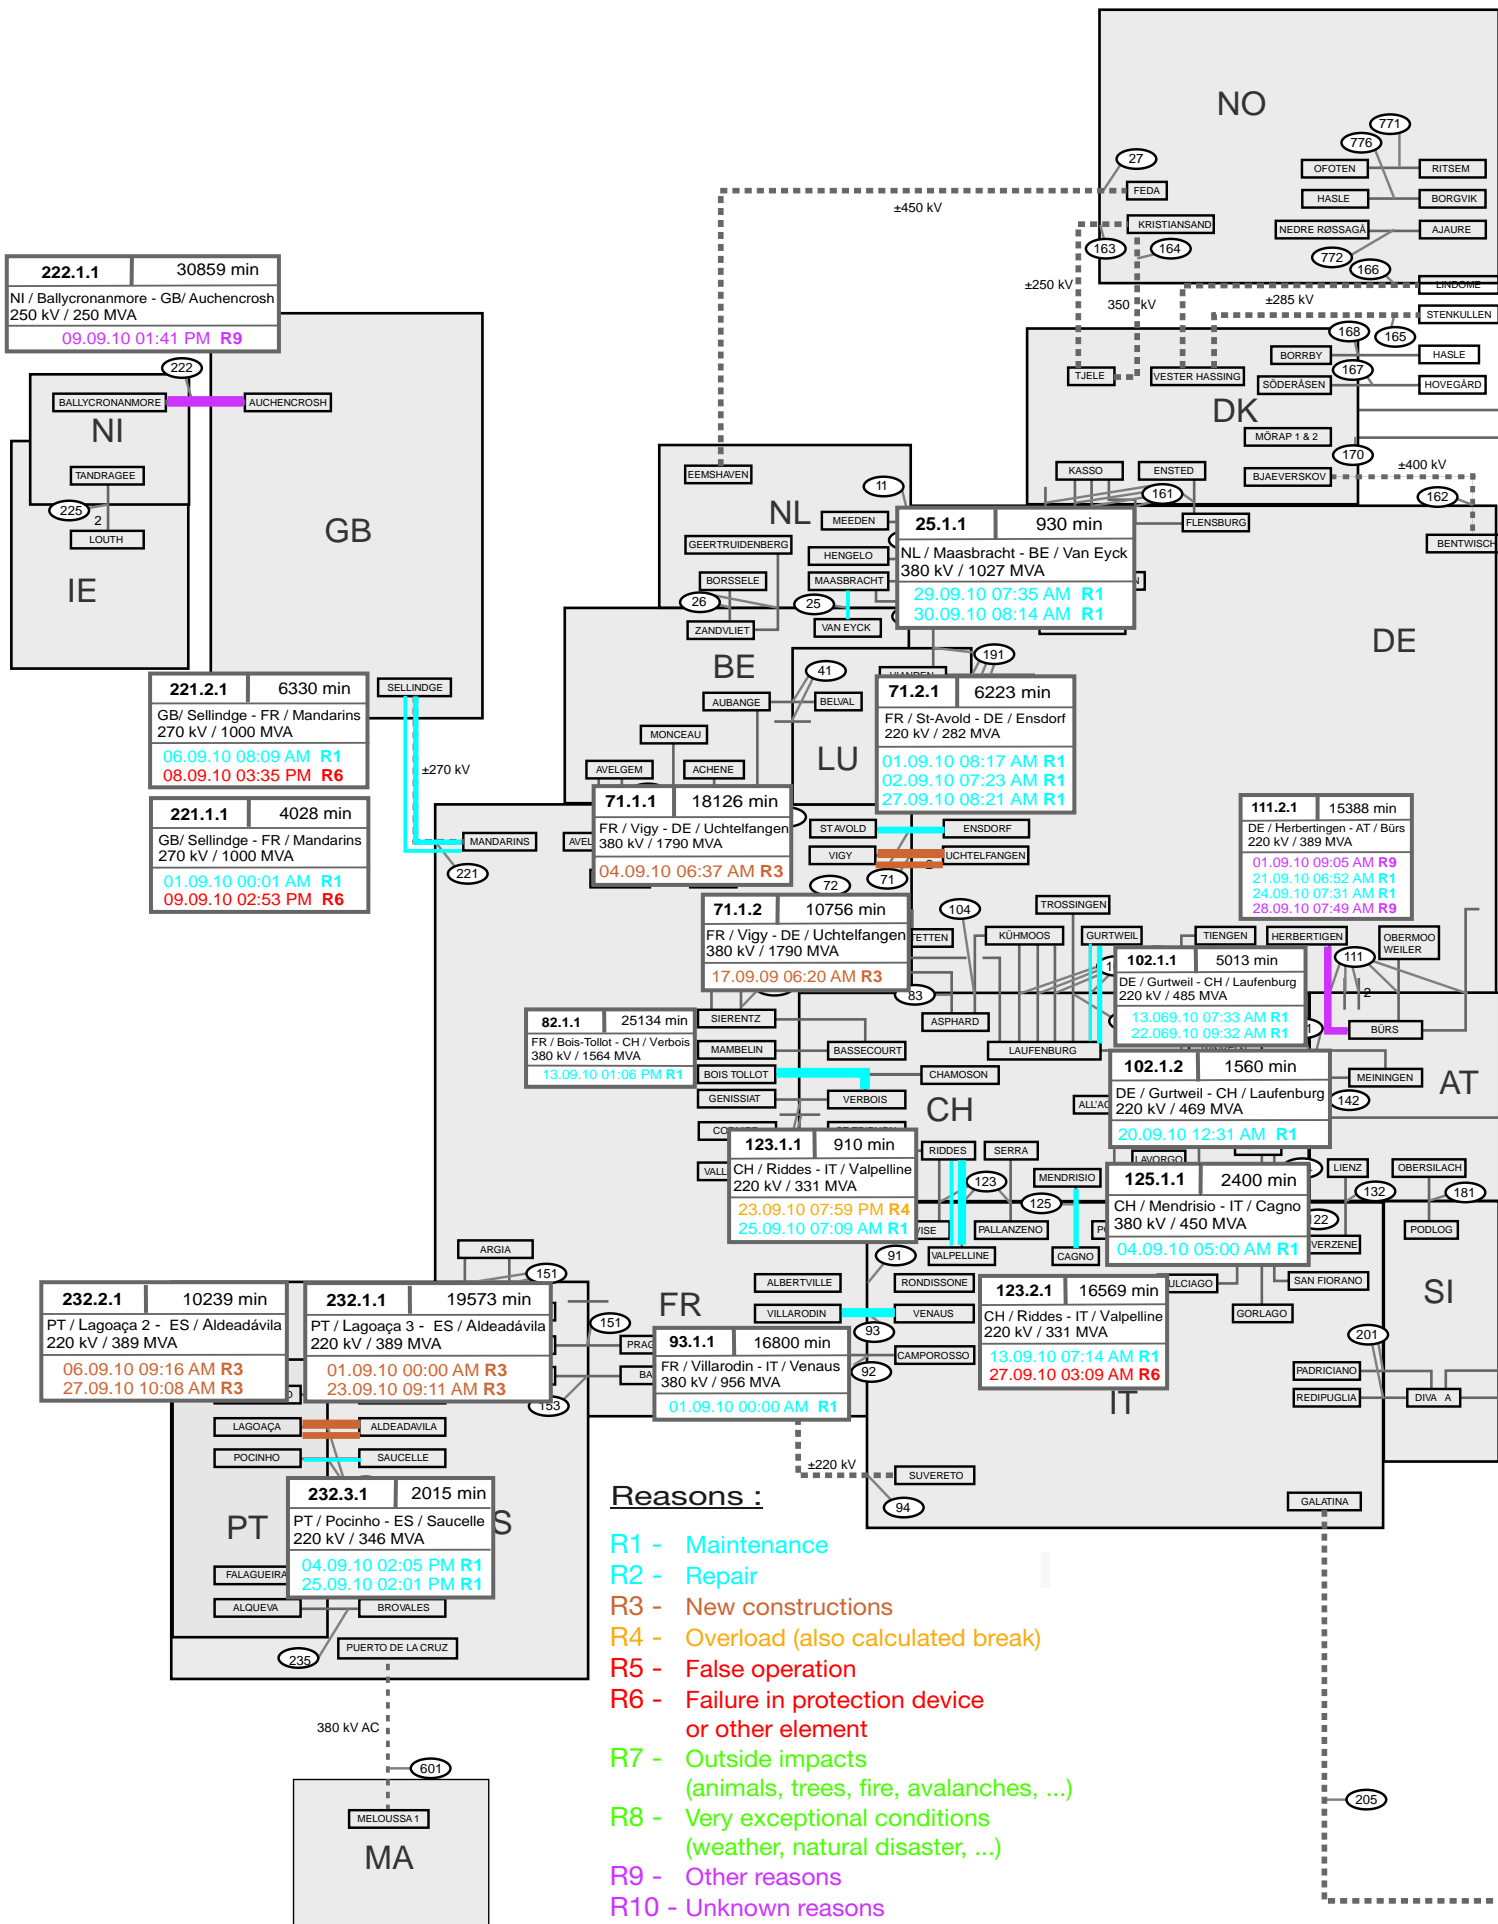 NO
771
776
27
OFOTEN
RITSEM
FEDA
HASLE
BORGVIK
±450 kV
KRISTIANSAND
NEDRE RØSSAGÅ
AJAURE
163
164
772
166
±250 kV
350 kV
±285 kV
LINDOME
STENKULLEN
168
165
BORRBY
HASLE
167
TJELE
VESTER HASSING
SÖDERÅSEN
HOVEGÅRD
DK
MÖRAP 1 & 2
170
KASSO
ENSTED
BJAEVERSKOV
±400 kV
161
162
FLENSBURG
BENTWISCH
222.1.1 30859 min
NI / Ballycronanmore - GB/ Auchencrosh
250 kV / 250 MVA
09.09.10 01:41 PM R9
222
BALLYCRONANMORE
AUCHENCROSH
NI
TANDRAGEE
225
2
LOUTH
IE
GB
EEMSHAVEN
11
NL
MEEDEN
GEERTRUIDENBERG
HENGELO
BORSSELE
MAASBRACHT
26
25
ZANDVLIET
VAN EYCK
25.1.1 930 min
NL / Maasbracht - BE / Van Eyck
380 kV / 1027 MVA
29.09.10 07:35 AM R1
30.09.10 08:14 AM R1
N
DE
BE
41
191
VIANDEN
AUBANGE
BELVAL
MONCEAU
LU
AVELGEM
ACHENE
SELLINDGE
221.2.1 6330 min
GB/ Sellindge - FR / Mandarins
270 kV / 1000 MVA
06.09.10 08:09 AM R1
08.09.10 03:35 PM R6
±270 kV
221.1.1 4028 min
GB/ Sellindge - FR / Mandarins
270 kV / 1000 MVA
01.09.10 00:01 AM R1
09.09.10 02:53 PM R6
MANDARINS
221
71.2.1 6223 min
FR / St-Avold - DE / Ensdorf
220 kV / 282 MVA
01.09.10 08:17 AM R1
02.09.10 07:23 AM R1
27.09.10 08:21 AM R1
71.1.1 18126 min
FR / Vigy - DE / Uchtelfangen
380 kV / 1790 MVA
04.09.10 06:37 AM R3
AVEL
ST AVOLD
ENSDORF
VIGY
UCHTELFANGEN
2
72
71
111.2.1 15388 min
DE / Herbertingen - AT / Bürs
220 kV / 389 MVA
01.09.10 09:05 AM R9
21.09.10 06:52 AM R1
24.09.10 07:31 AM R1
28.09.10 07:49 AM R9
71.1.2 10756 min
FR / Vigy - DE / Uchtelfangen
380 kV / 1790 MVA
17.09.09 06:20 AM R3
ETTEN
104
TROSSINGEN
KÜHMOOS
GURTWEIL
TIENGEN
HERBERTIGEN
OBERMOO
WEILER
111
2
83
102.1.1 5013 min
DE / Gurtweil - CH / Laufenburg
220 kV / 485 MVA
13.069.10 07:33 AM R1
22.069.10 09:32 AM R1
SIERENTZ
ASPHARD
BÜRS
82.1.1 25134 min
FR / Bois-Tollot - CH / Verbois
380 kV / 1564 MVA
13.09.10 01:06 PM R1
MAMBELIN
BASSECOURT
LAUFENBURG
BOIS TOLLOT
CHAMOSON
GENISSIAT
VERBOIS
CH
102.1.2 1560 min
DE / Gurtweil - CH / Laufenburg
220 kV / 469 MVA
20.09.10 12:31 AM R1
MEININGEN
AT
142
ALL'AC
VALL
123.1.1 910 min
CH / Riddes - IT / Valpelline
220 kV / 331 MVA
23.09.10 07:59 PM R4
25.09.10 07:09 AM R1
RIDDES
SERRA
LAVORGO
LIENZ
OBERSILACH
123
MENDRISIO
125
132
181
125.1.1 2400 min
CH / Mendrisio - IT / Cagno
380 kV / 450 MVA
04.09.10 05:00 AM R1
VISE
PALLANZENO
122
PODLOG
VALPELLINE
CAGNO
VERZENE
ARGIA
151
91
ALBERTVILLE
RONDISSONE
ULCIAGO
SAN FIORANO
FR
VILLARODIN
VENAUS
GORLAGO
SI
93
201
232.2.1 10239 min
PT / Lagoaça 2 - ES / Aldeadávila
220 kV / 389 MVA
06.09.10 09:16 AM R3
27.09.10 10:08 AM R3
232.1.1 19573 min
PT / Lagoaça 3 - ES / Aldeadávila
220 kV / 389 MVA
01.09.10 00:00 AM R3
23.09.10 09:11 AM R3
151
PRAG
BA
153
93.1.1 16800 min
FR / Villarodin - IT / Venaus
380 kV / 956 MVA
01.09.10 00:00 AM R1
CAMPOROSSO
92
123.2.1 16569 min
CH / Riddes - IT / Valpelline
220 kV / 331 MVA
13.09.10 07:14 AM R1
27.09.10 03:09 AM R6
IT
PADRICIANO
REDIPUGLIA
DIVA A
LAGOAÇA
ALDEADAVILA
POCINHO
SAUCELLE
±220 kV
SUVERETO
94
GALATINA
232.3.1 2015 min
PT / Pocinho - ES / Saucelle
220 kV / 346 MVA
04.09.10 02:05 PM R1
25.09.10 02:01 PM R1
PT
S
FALAGUEIRA
ALQUEVA
BROVALES
235
PUERTO DE LA CRUZ
380 kV AC
601
MELOUSSA 1
MA
205
Reasons :
R1 - Maintenance
R2 - Repair
R3 - New constructions
R4 - Overload (also calculated break)
R5 - False operation
R6 - Failure in protection device
or other element
R7 - Outside impacts
(animals, trees, fire, avalanches, ...)
R8 - Very exceptional conditions
(weather, natural disaster, ...)
R9 - Other reasons
R10 - Unknown reasons